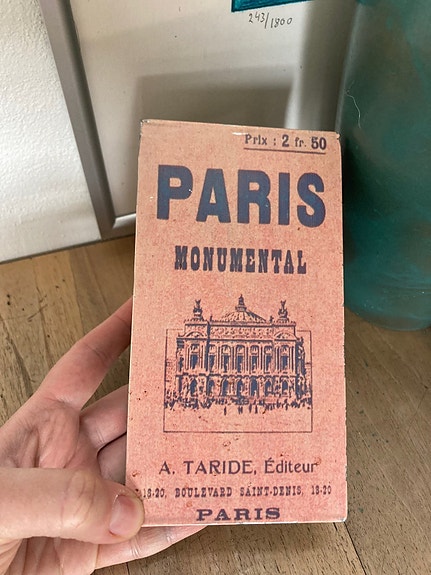 243/1800
Prix : 2 fr. 50
PARIS
MONUMENTAL
A. TARIDE, Éditeur
18-20, BOULEVARD SAINT-DENIS, 18-20
PARIS